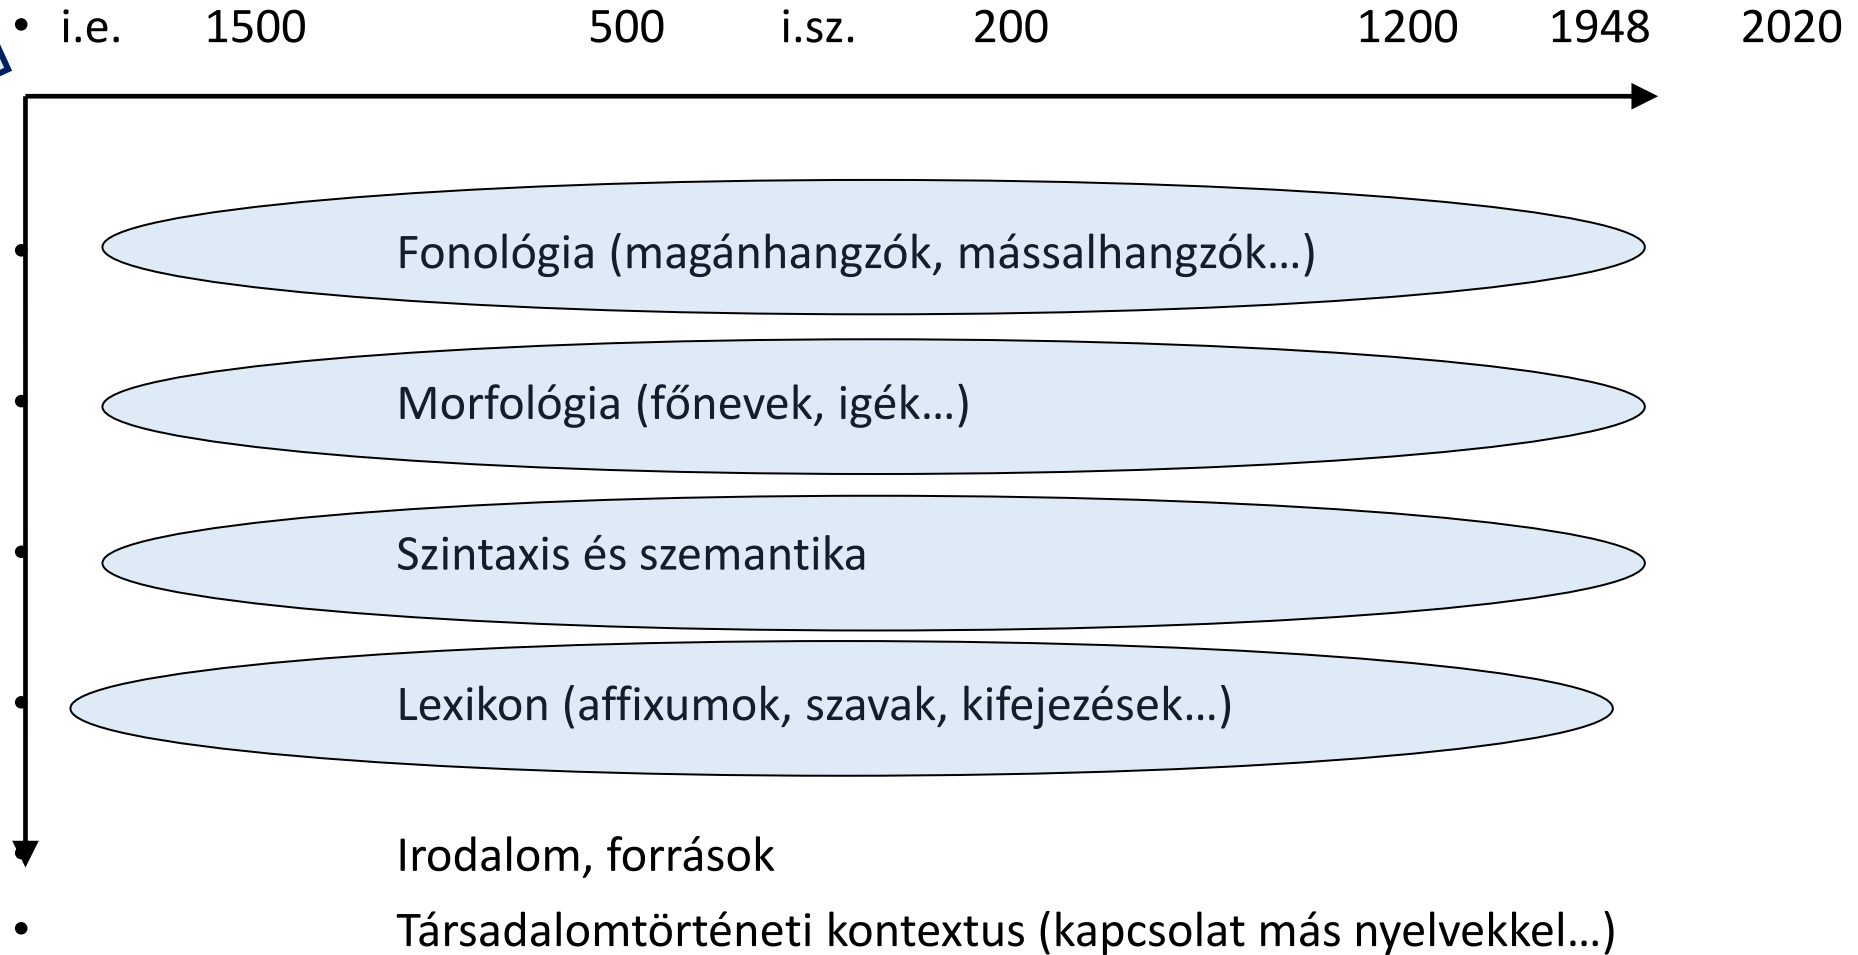 • i.e. 1500 500 i.sz. 200 1200 1948 2020
• Fonológia (magánhangzók, mássalhangzók…)
• Morfológia (főnevek, igék…)
• Szintaxis és szemantika
• Lexikon (affixumok, szavak, kifejezések…)
• Irodalom, források
• Társadalomtörténeti kontextus (kapcsolat más nyelvekkel…)